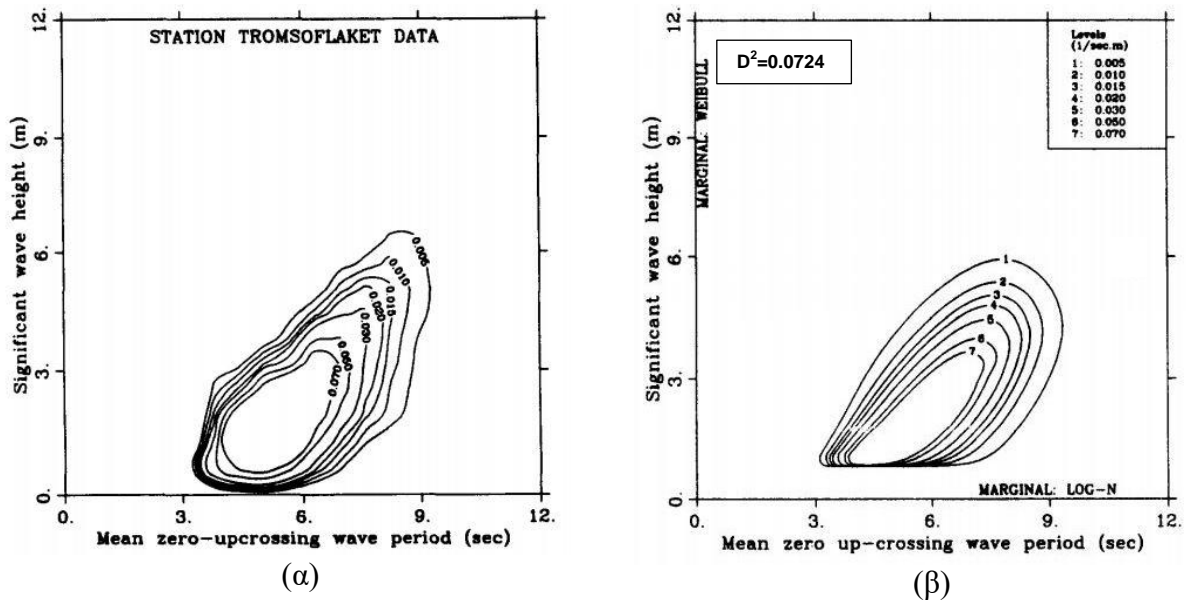 12.
9.
6.
3.
0.
Significant wave height (m)
STATION TROMSOFLAKET DATA
0.005
0.010
0.015
0.020
0.030
0.050
0.070
0. 3. 6. 9. 12.
Mean zero-upcrossing wave period (sec)
(α)
12.
9.
6.
3.
0.
Significant wave height (m)
MARGINAL: WEIBULL
D²=0.0724
Levels
(1/sec.m)
1: 0.005
2: 0.010
3: 0.015
4: 0.020
5: 0.030
6: 0.050
7: 0.070
1
2
3
4
5
6
7
MARGINAL: LOG-N
0. 3. 6. 9. 12.
Mean zero up-crossing wave period (sec)
(β)